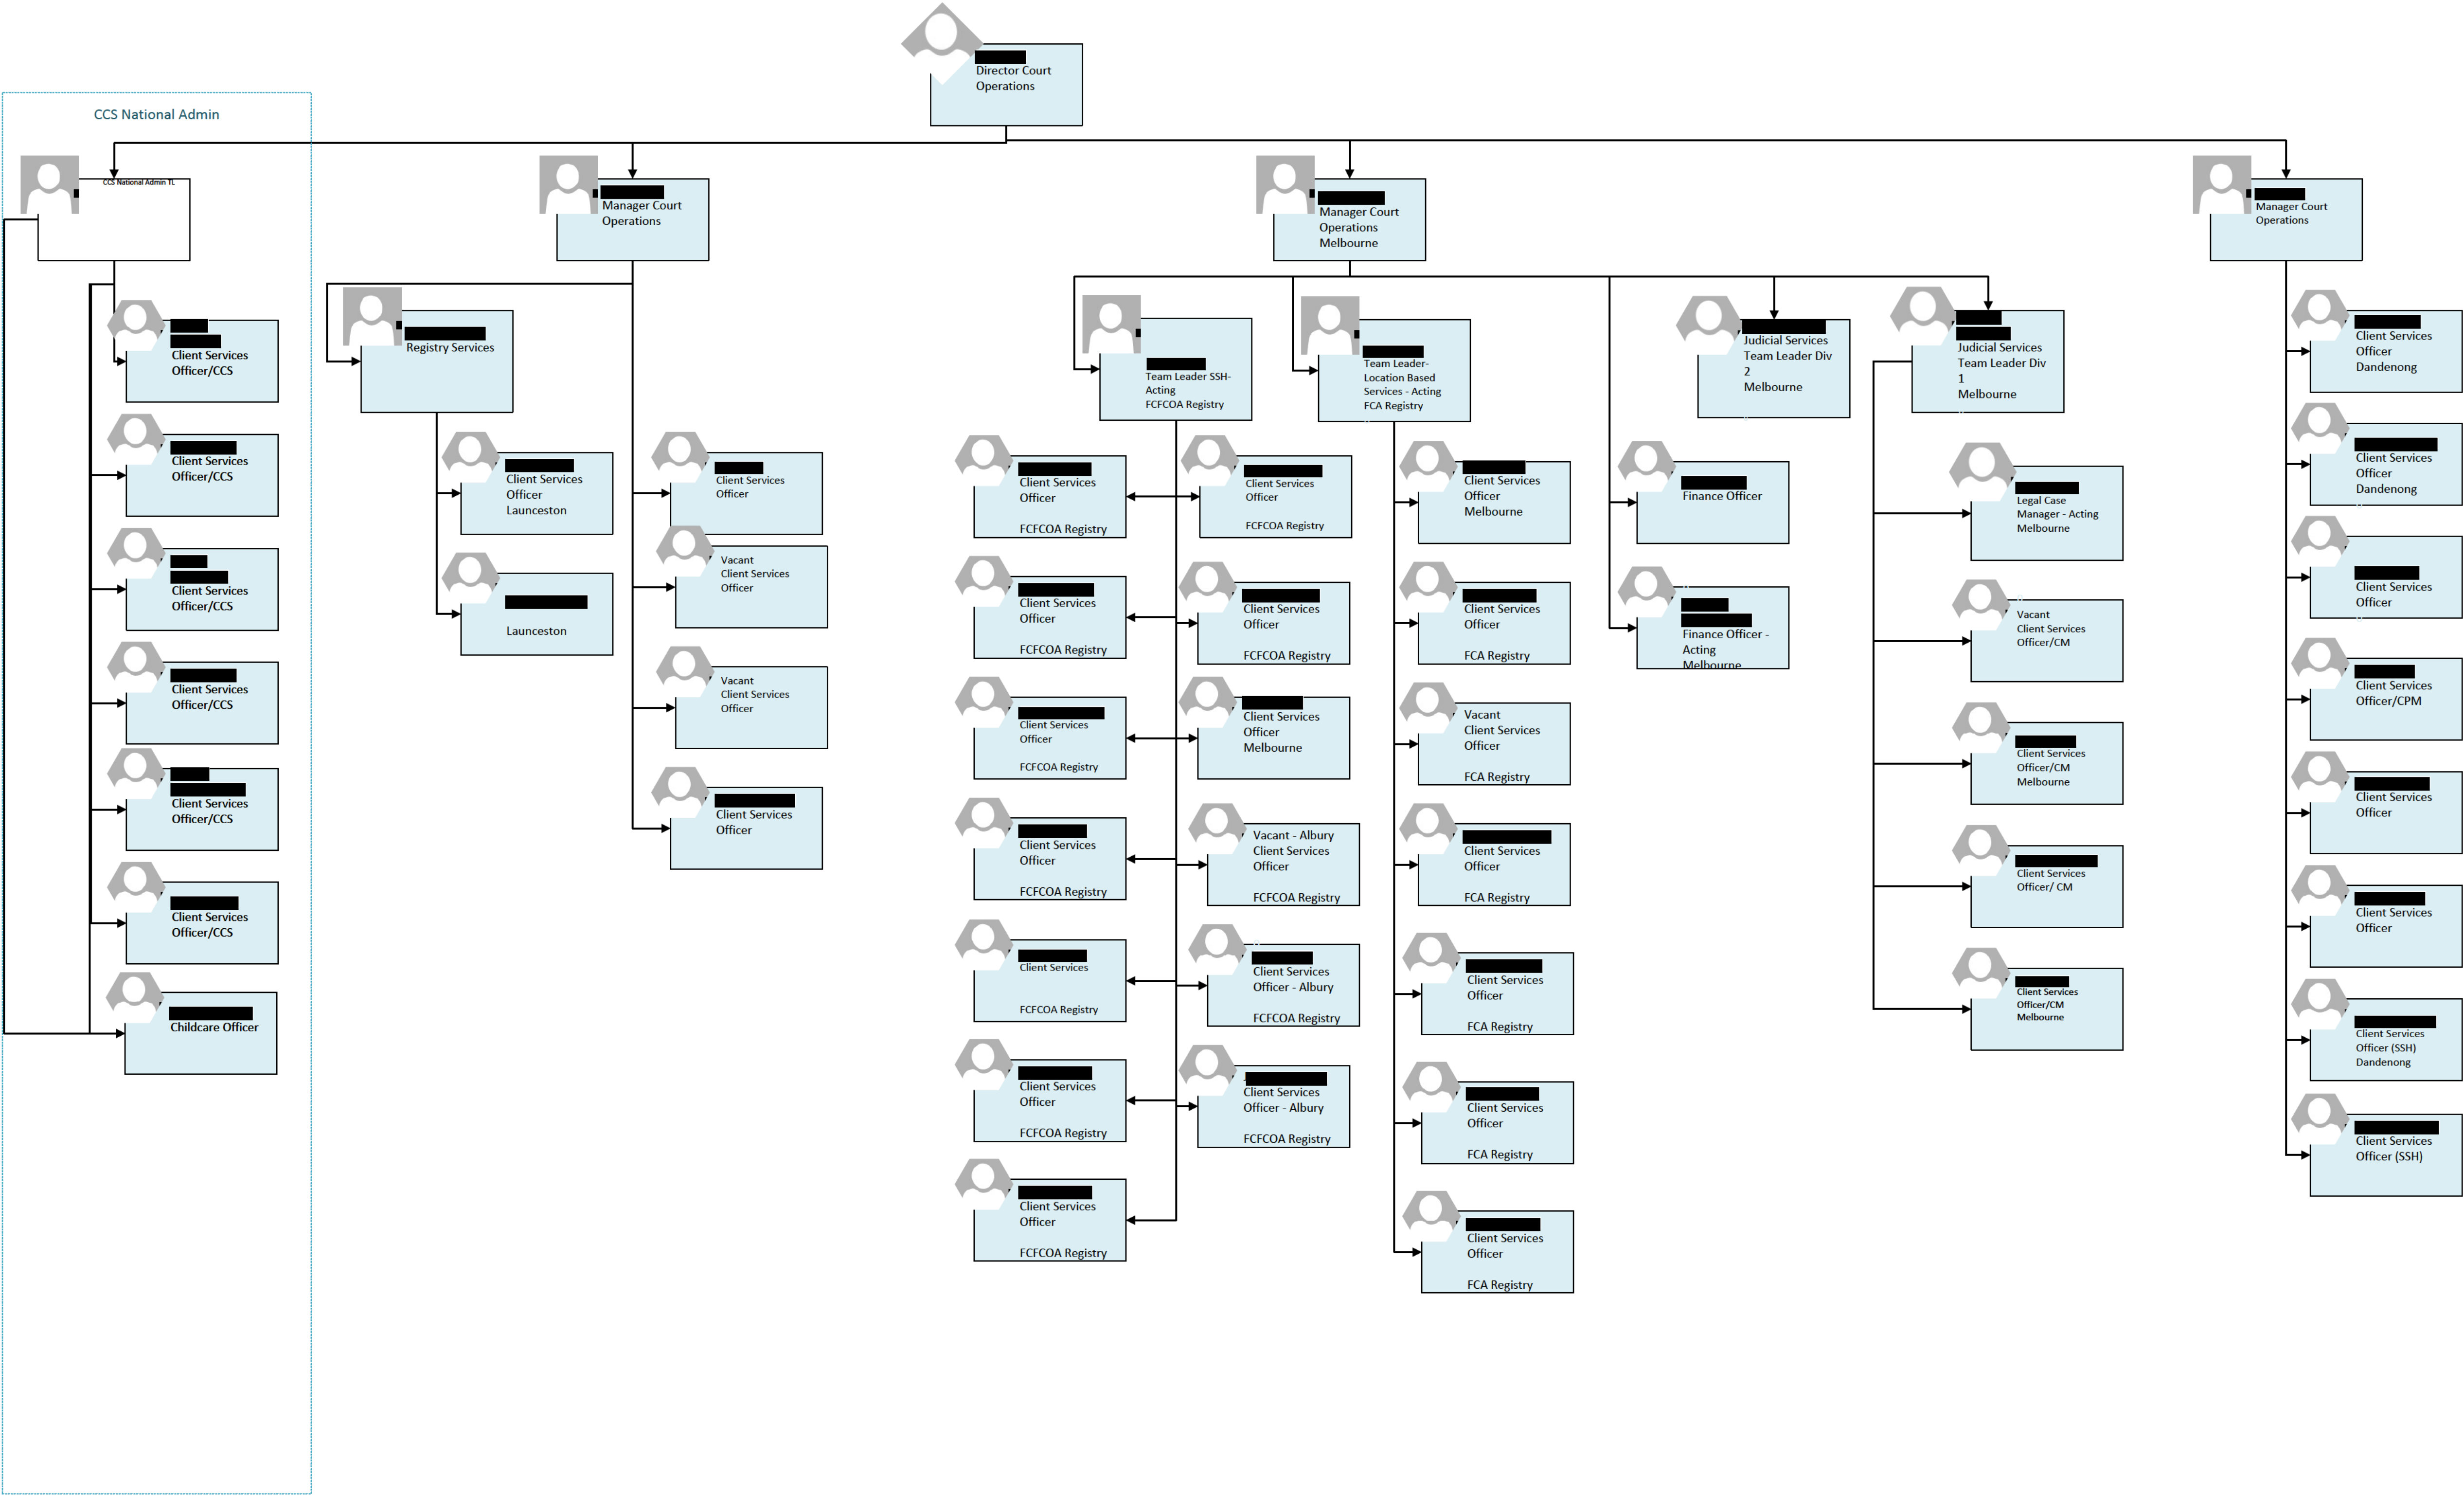 Director Court
Operations
CCS National Admin
CCS National Admin TL
Manager Court
Operations
Manager Court
Operations
Melbourne
Manager Court
Operations
Client Services
Officer/CCS
Client Services
Officer/CCS
Client Services
Officer/CCS
Client Services
Officer/CCS
Client Services
Officer/CCS
Client Services
Officer/CCS
Childcare Officer
Registry Services
Client Services
Officer
Launceston
Launceston
Client Services
Officer
Vacant
Client Services
Officer
Vacant
Client Services
Officer
Client Services
Officer
Team Leader SSH-
Acting
FCFCOA Registry
Client Services
Officer
FCFCOA Registry
Client Services
Officer
FCFCOA Registry
Client Services
Officer
FCFCOA Registry
Client Services
Officer
FCFCOA Registry
Client Services
FCFCOA Registry
Client Services
Officer
FCFCOA Registry
Client Services
Officer
FCFCOA Registry
Client Services
Officer
FCFCOA Registry
Client Services
Officer
FCFCOA Registry
Client Services
Officer
Melbourne
Vacant - Albury
Client Services
Officer
FCFCOA Registry
Client Services
Officer - Albury
FCFCOA Registry
Client Services
Officer - Albury
FCFCOA Registry
Team Leader-
Location Based
Services - Acting
FCA Registry
Client Services
Officer
Melbourne
Client Services
Officer
FCA Registry
Vacant
Client Services
Officer
FCA Registry
Client Services
Officer
FCA Registry
Client Services
Officer
FCA Registry
Client Services
Officer
FCA Registry
Client Services
Officer
FCA Registry
Finance Officer
Finance Officer -
Acting
Melbourne
Judicial Services
Team Leader Div
2
Melbourne
Judicial Services
Team Leader Div
1
Melbourne
Legal Case
Manager - Acting
Melbourne
Vacant
Client Services
Officer/CM
Client Services
Officer/CM
Melbourne
Client Services
Officer/ CM
Client Services
Officer/CM
Melbourne
Client Services
Officer
Dandenong
Client Services
Officer
Dandenong
Client Services
Officer
Client Services
Officer/CPM
Client Services
Officer
Client Services
Officer
Client Services
Officer (SSH)
Dandenong
Client Services
Officer (SSH)